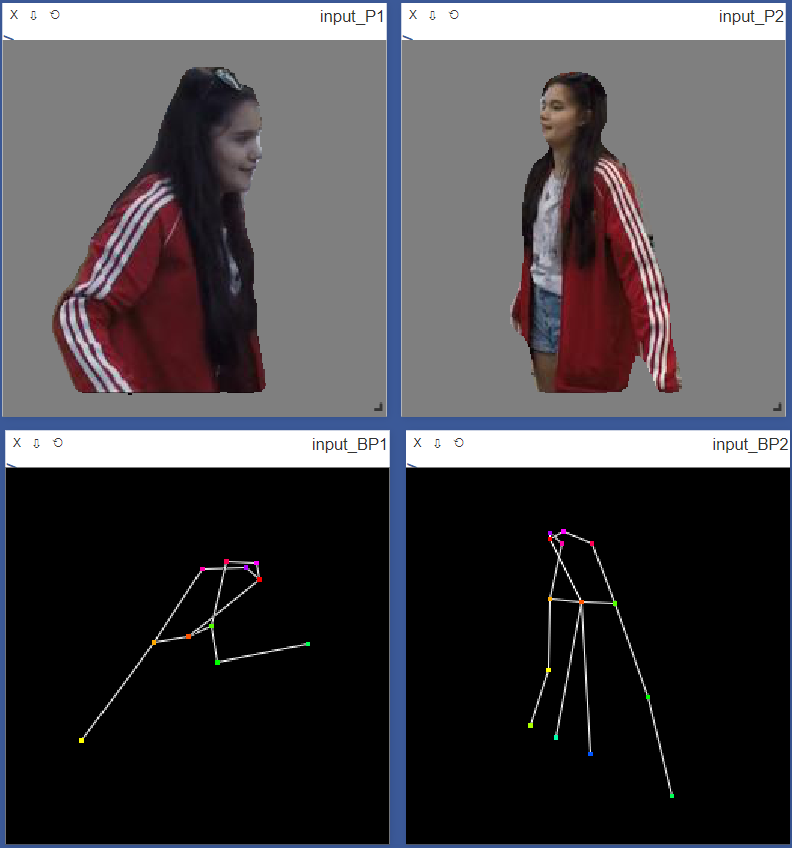 X ⇩ ⟲ input_P1
X ⇩ ⟲ input_P2
X ⇩ ⟲ input_BP1
X ⇩ ⟲ input_BP2